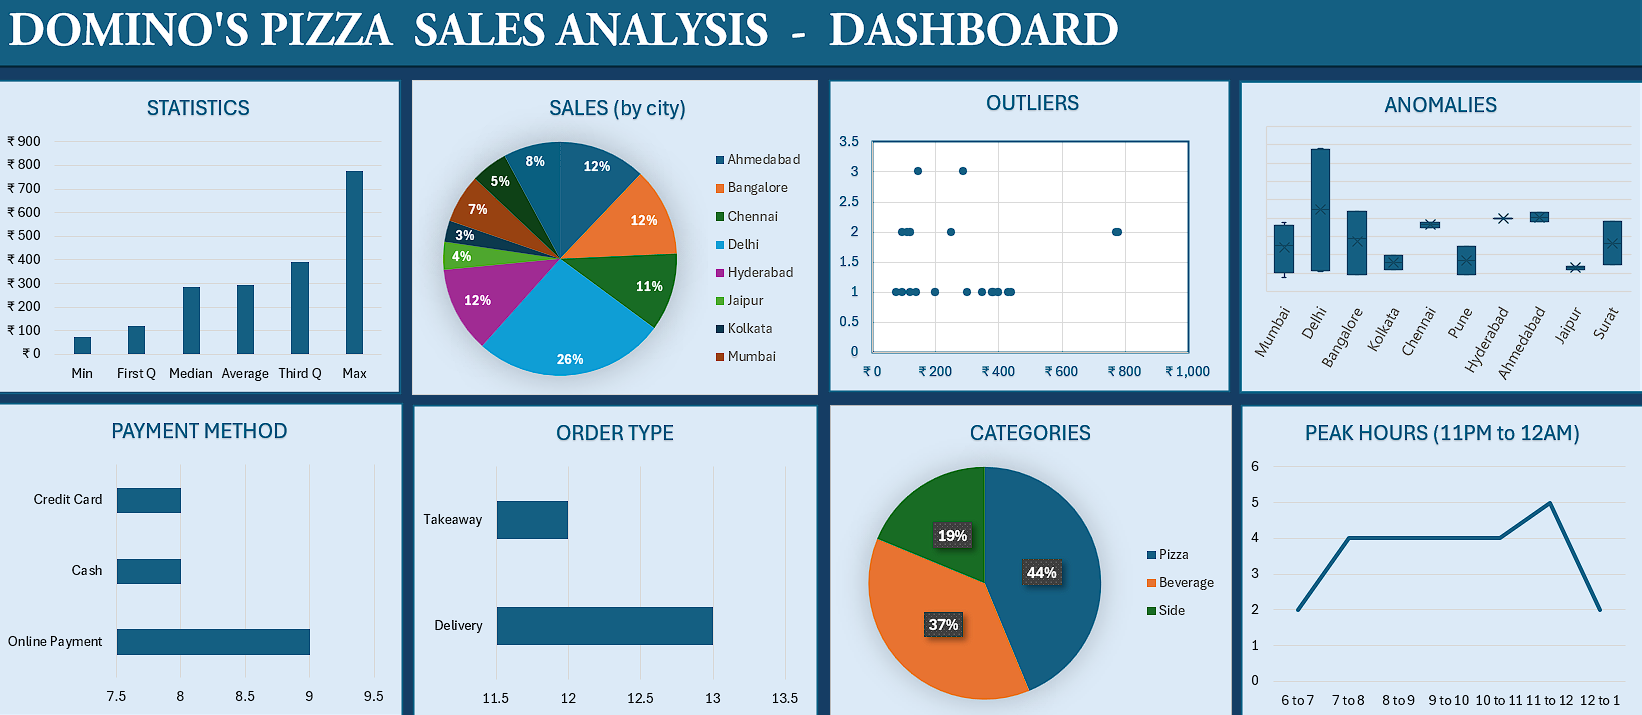 DOMINO'S PIZZA  SALES ANALYSIS  -  DASHBOARD
STATISTICS
₹ 900
₹ 800
₹ 700
₹ 600
₹ 500
₹ 400
₹ 300
₹ 200
₹ 100
₹ 0
Min First Q Median Average Third Q Max
SALES (by city)
8% 12%
5%
7% 12%
3%
4%
11%
12%
26%
Ahmedabad
Bangalore
Chennai
Delhi
Hyderabad
Jaipur
Kolkata
Mumbai
OUTLIERS
3.5
3
2.5
2
1.5
1
0.5
0
₹ 0 ₹ 200 ₹ 400 ₹ 600 ₹ 800 ₹ 1,000
ANOMALIES
Mumbai
Delhi
Bangalore
Kolkata
Chennai
Pune
Hyderabad
Ahmedabad
Jaipur
Surat
PAYMENT METHOD
Credit Card
Cash
Online Payment
7.5 8 8.5 9 9.5
ORDER TYPE
Takeaway
Delivery
11.5 12 12.5 13 13.5
CATEGORIES
19%
44%
37%
Pizza
Beverage
Side
PEAK HOURS (11PM to 12AM)
6
5
4
3
2
1
0
6 to 7 7 to 8 8 to 9 9 to 10 10 to 11 11 to 12 12 to 1